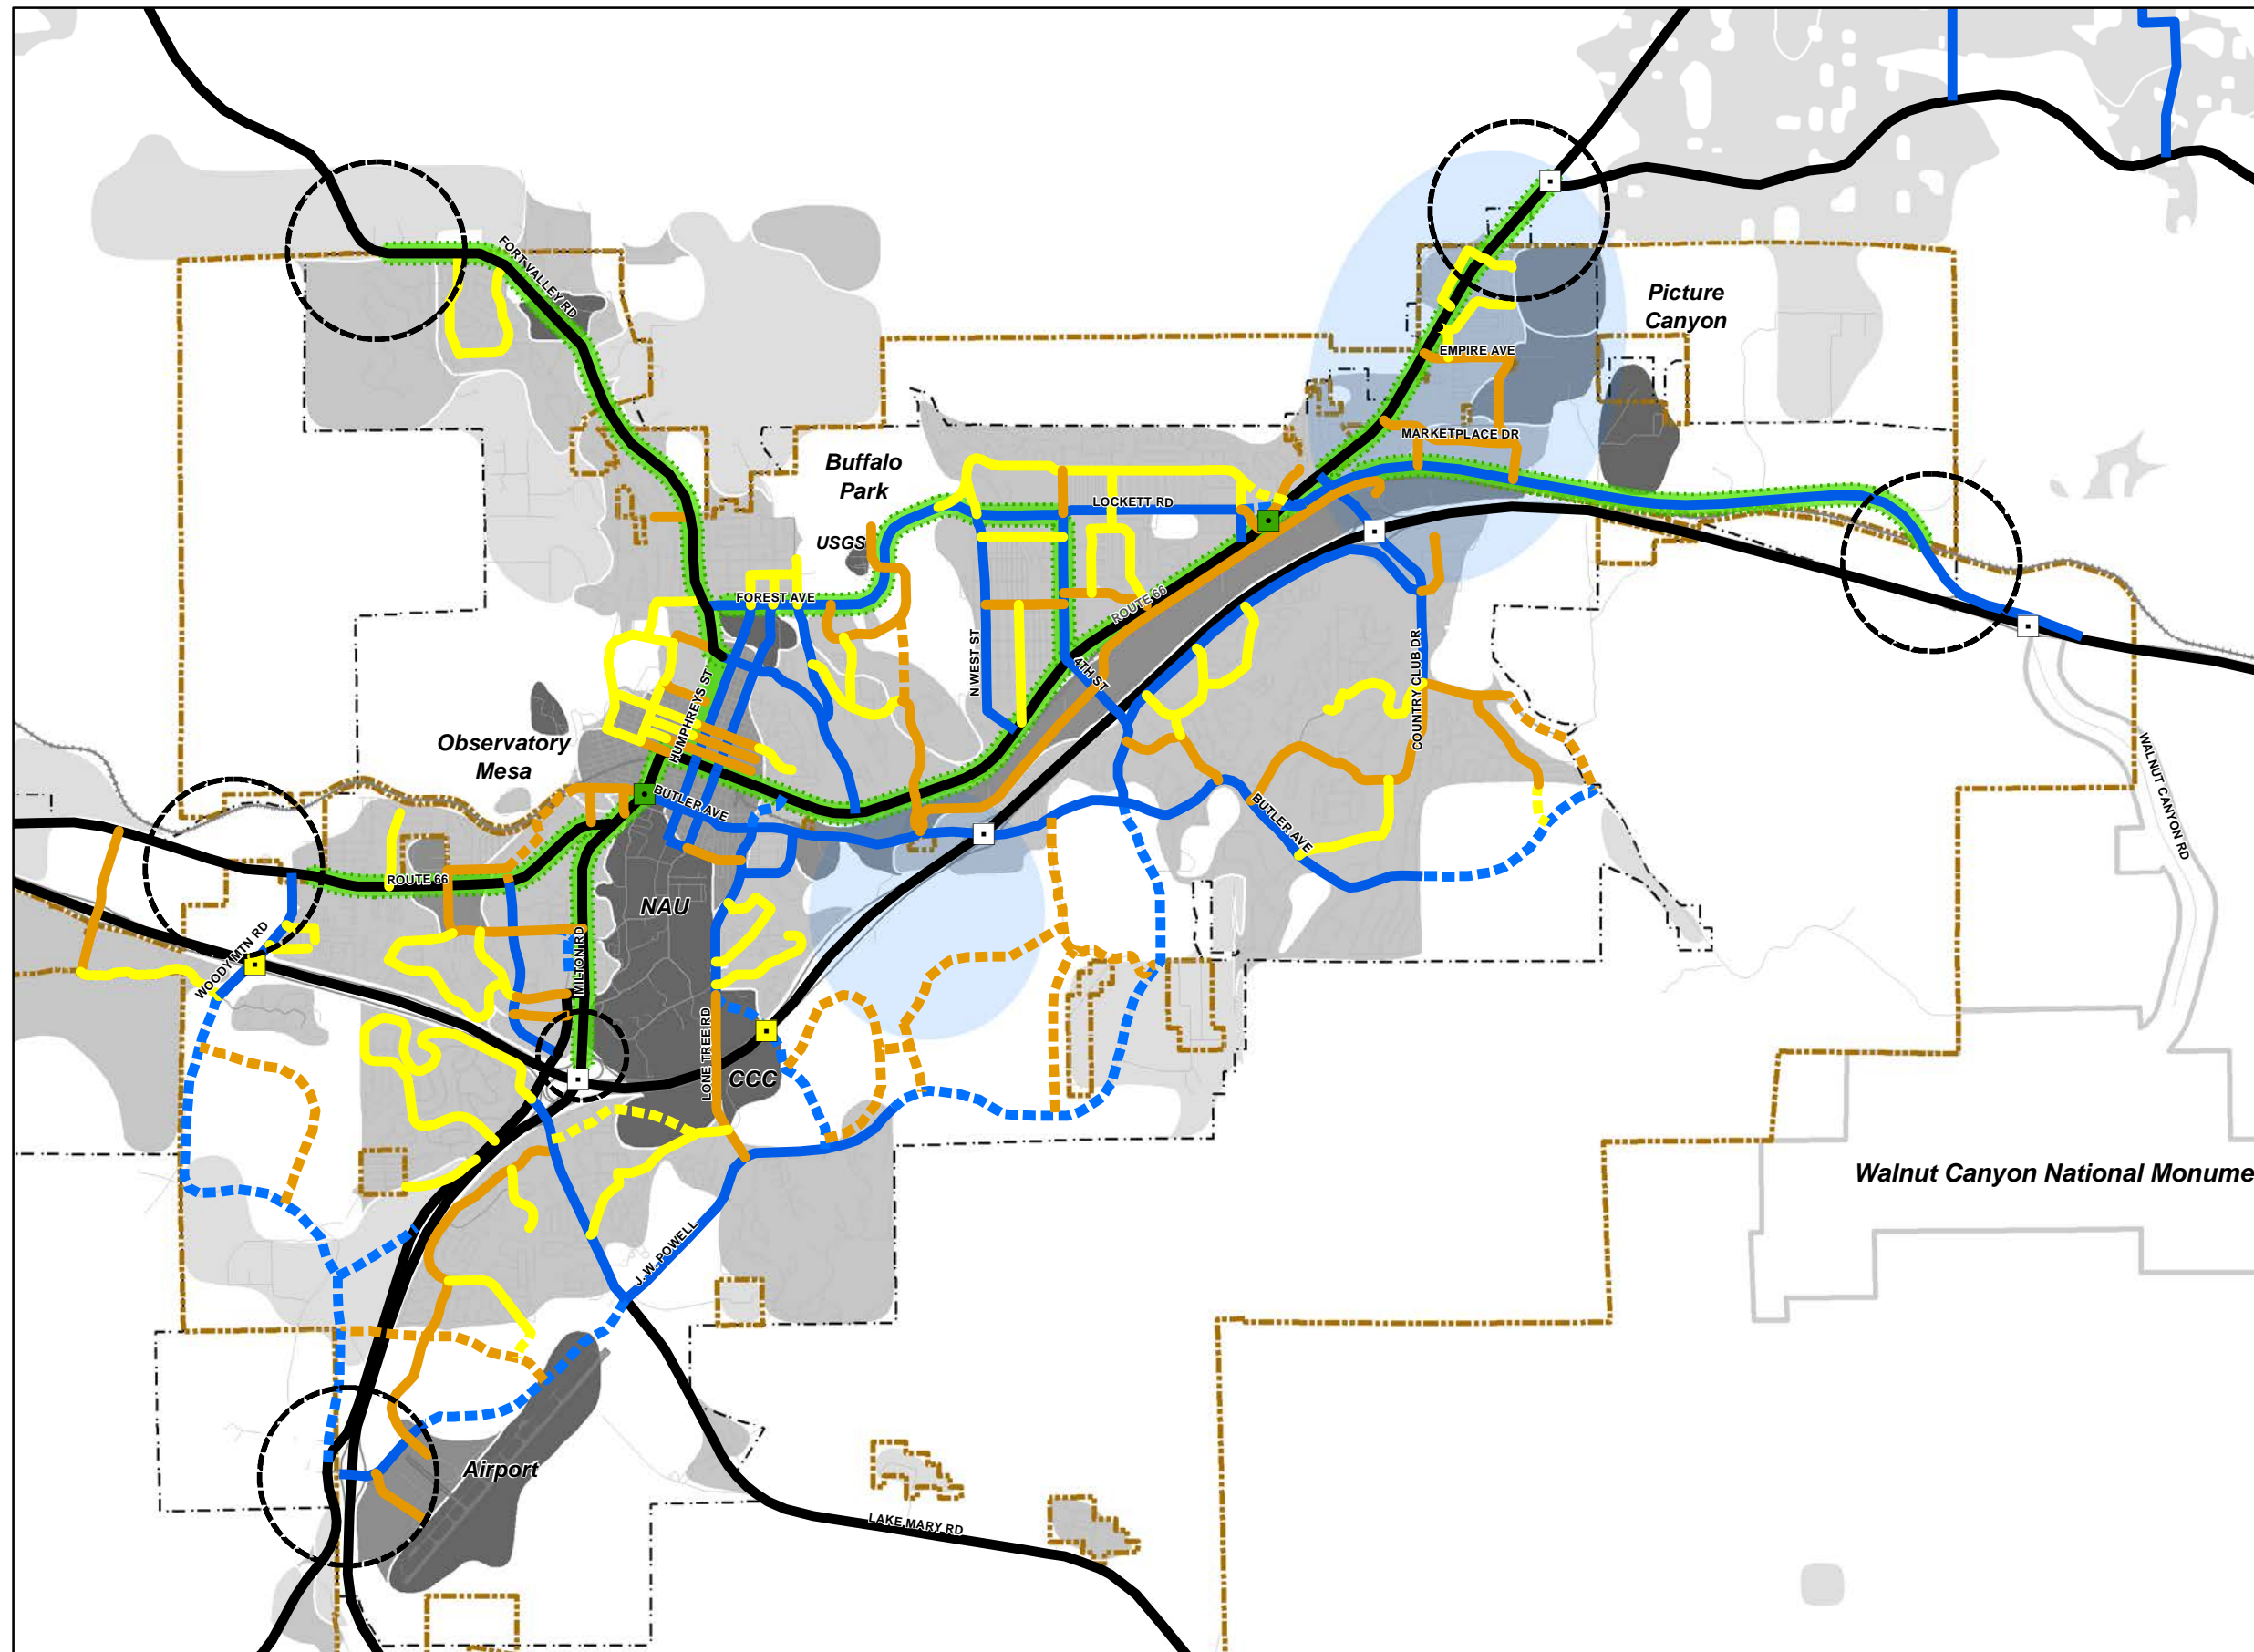 FORT VALLEY RD
Picture
Canyon
EMPIRE AVE
MARKETPLACE DR
Buffalo
Park
LOCKETT RD
USGS
FOREST AVE
ROUTE 66
N WEST ST
4TH ST
COUNTRY CLUB DR
HUMPHREYS ST
Observatory
Mesa
BUTLER AVE
BUTLER AVE
WALNUT CANYON RD
ROUTE 66
NAU
WOODY MTN RD
MILTON RD
LONE TREE RD
CCC
Walnut Canyon National Monume
J. W. POWELL
Airport
LAKE MARY RD